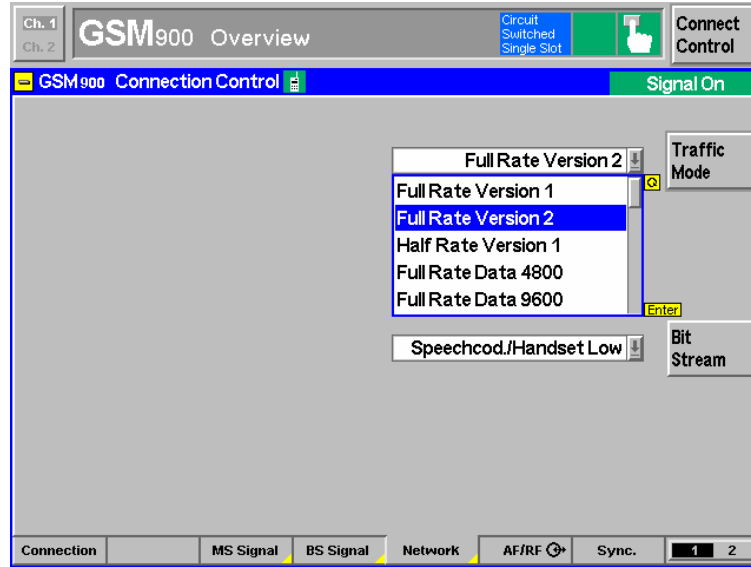 Ch. 1
Ch. 2
GSM900 Overview
Circuit
Switched
Single Slot
Connect
Control
GSM900 Connection Control
Signal On
Full Rate Version 2
Traffic
Mode
Full Rate Version 1
Full Rate Version 2
Half Rate Version 1
Full Rate Data 4800
Full Rate Data 9600
Enter
Speechcod./Handset Low
Bit
Stream
Connection
MS Signal
BS Signal
Network
AF/RF
Sync.
1 2